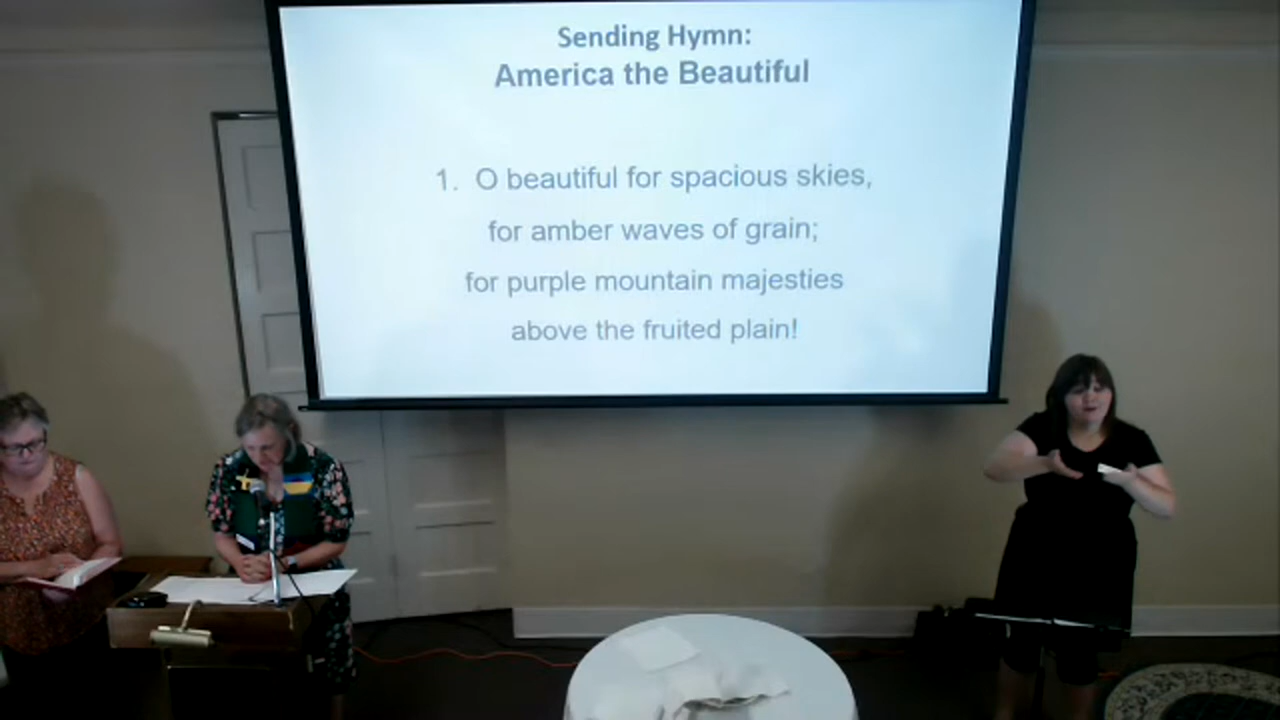 Sending Hymn:
America the Beautiful
1. O beautiful for spacious skies,
for amber waves of grain;
for purple mountain majesties
above the fruited plain!